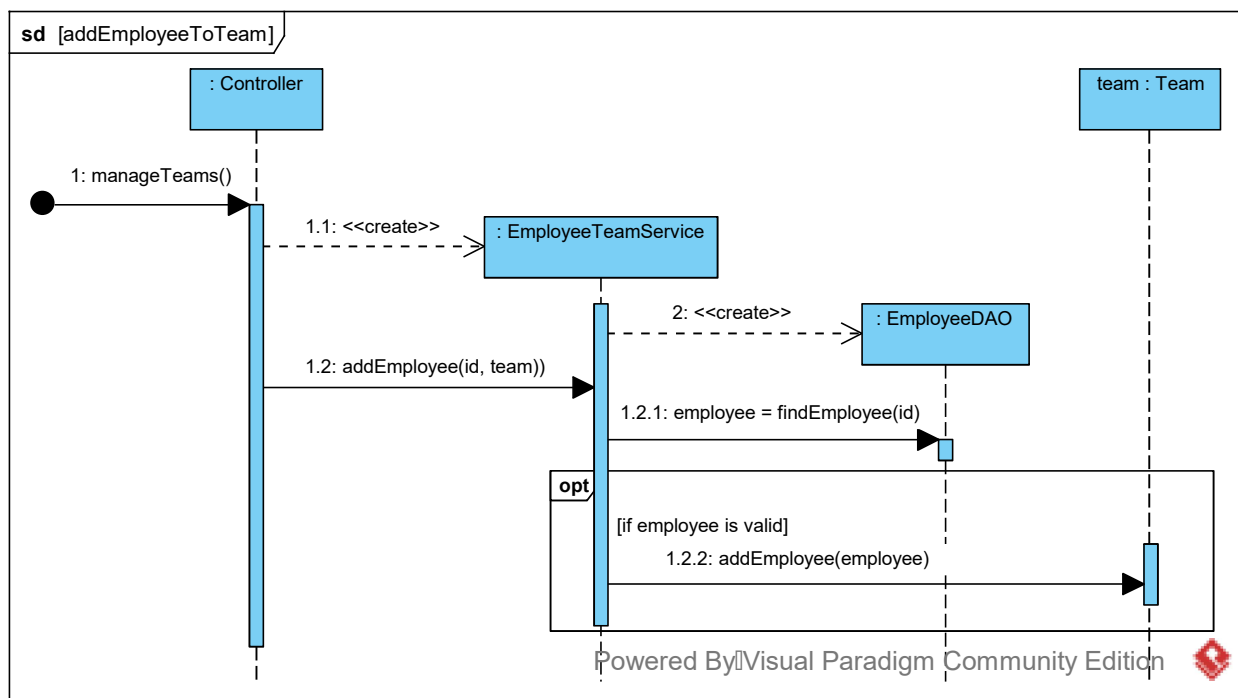 sd [addEmployeeToTeam]
: Controller
team : Team
1: manageTeams()
1.1: <<create>>
: EmployeeTeamService
2: <<create>>
: EmployeeDAO
1.2: addEmployee(id, team))
1.2.1: employee = findEmployee(id)
opt
[if employee is valid]
1.2.2: addEmployee(employee)
Powered By Visual Paradigm Community Edition